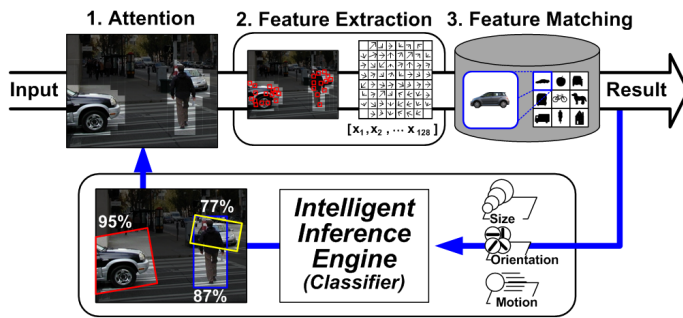 1. Attention
2. Feature Extraction
3. Feature Matching
Input
Result
[x1,x2, ... x128 ]
95%
77%
87%
Intelligent
Inference
Engine
(Classifier)
Size
Orientation
Motion